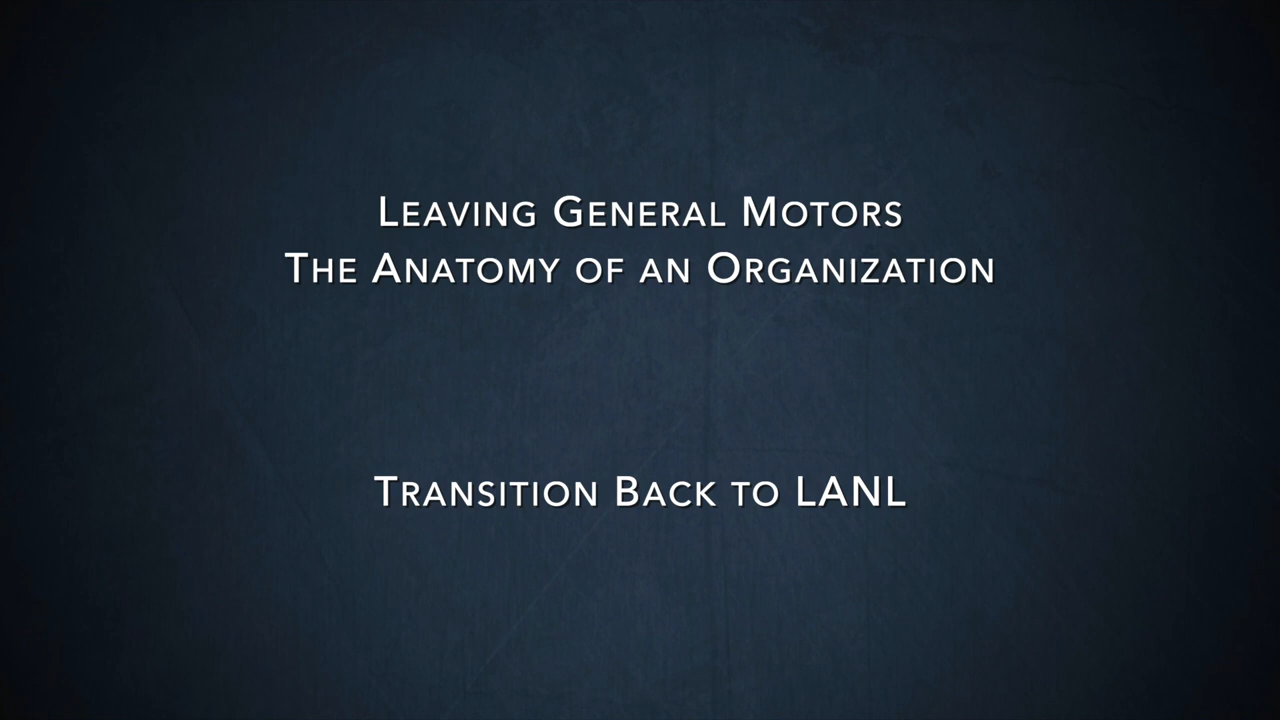 Leaving General Motors
The Anatomy of an Organization
Transition Back to LANL